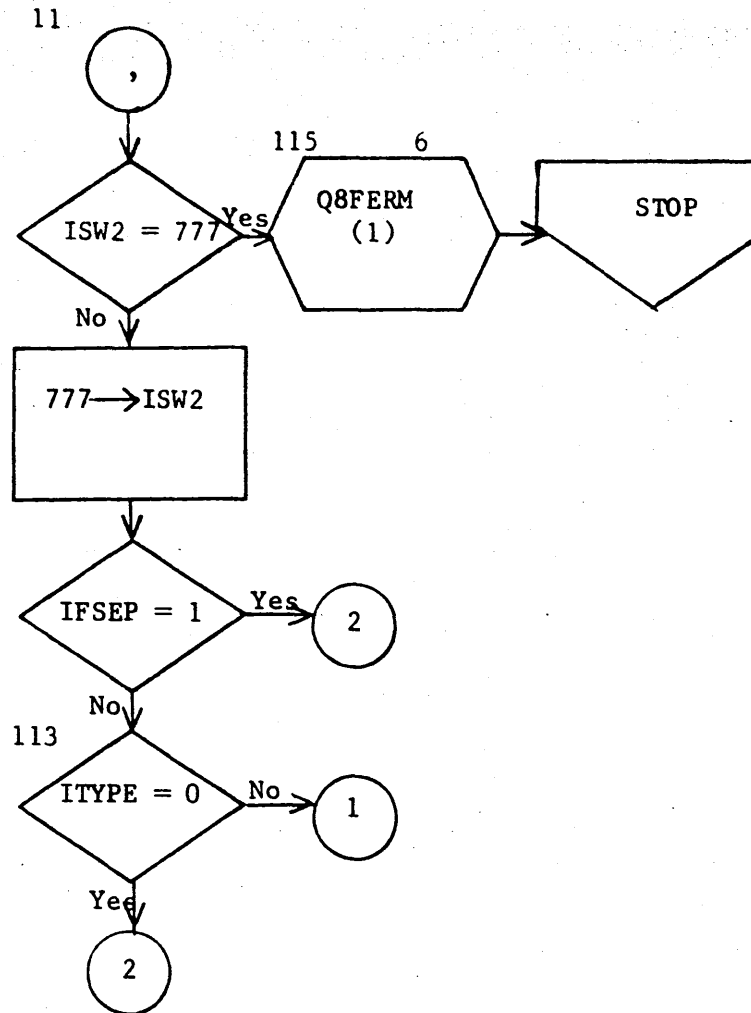 11
,
115 6
ISW2 = 777
Yes
Q8FERM
(1)
STOP
No
777→ISW2
IFSEP = 1
Yes
2
No
113
ITYPE = 0
No
1
Yes
2